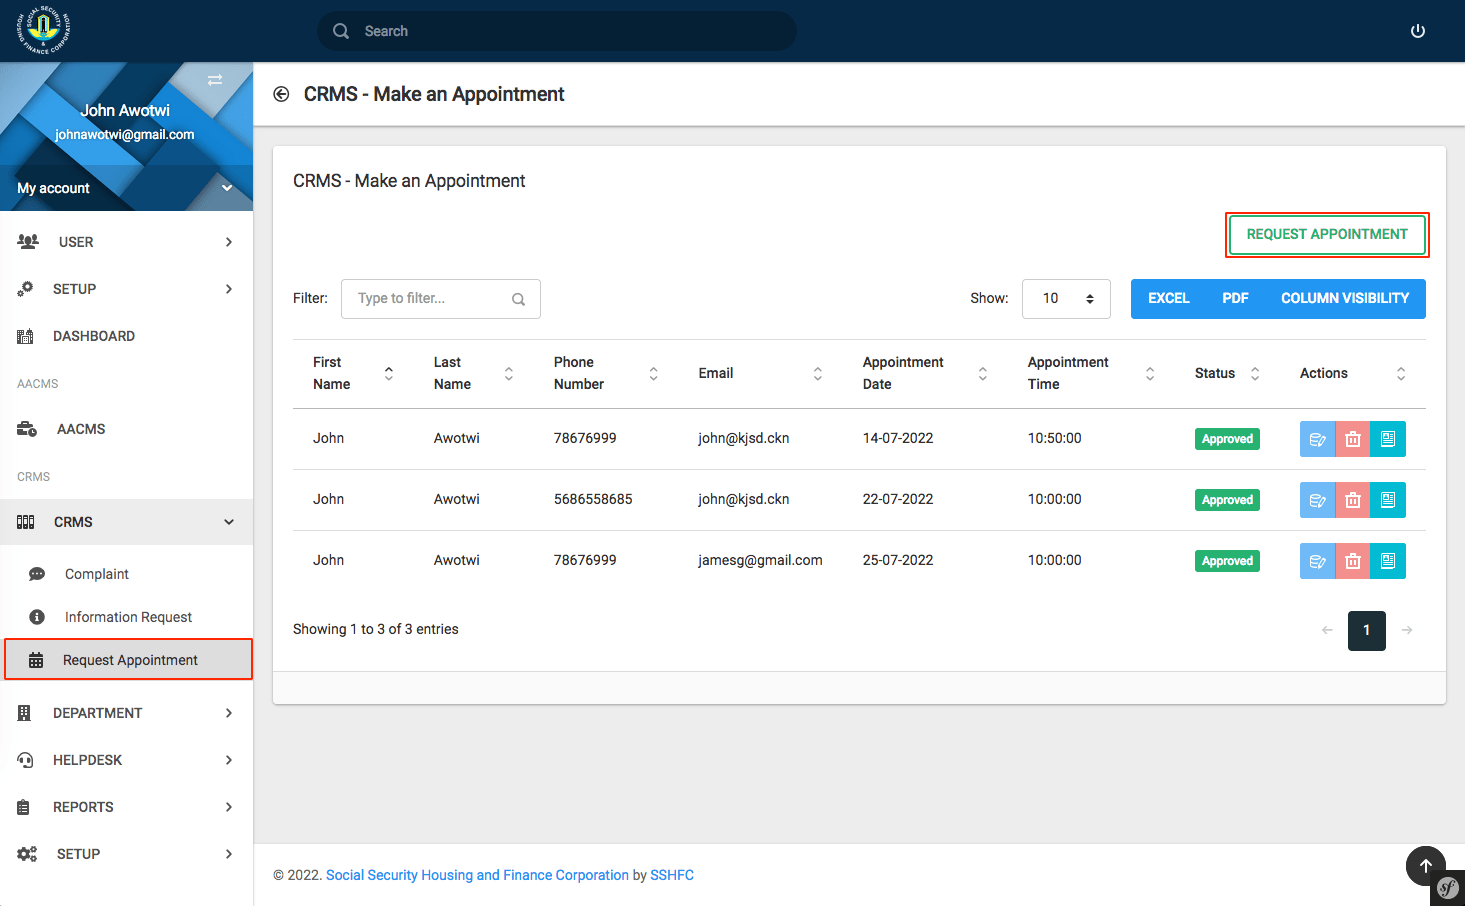 SOCIAL SECURITY
HOUSING FINANCE CORPORATION
&
Search
John Awotwi
johnawotwi@gmail.com
My account
USER
SETUP
DASHBOARD
AACMS
AACMS
CRMS
CRMS
Complaint
Information Request
Request Appointment
DEPARTMENT
HELPDESK
REPORTS
SETUP
CRMS - Make an Appointment
CRMS - Make an Appointment
REQUEST APPOINTMENT
Filter: Type to filter... Show: 10 EXCEL PDF COLUMN VISIBILITY
First Name Last Name Phone Number Email Appointment Date Appointment Time Status Actions
John Awotwi 78676999 john@kjsd.ckn 14-07-2022 10:50:00 Approved
John Awotwi 5686558685 john@kjsd.ckn 22-07-2022 10:00:00 Approved
John Awotwi 78676999 jamesg@gmail.com 25-07-2022 10:00:00 Approved
Showing 1 to 3 of 3 entries ← 1 →
© 2022. Social Security Housing and Finance Corporation by SSHFC
sf